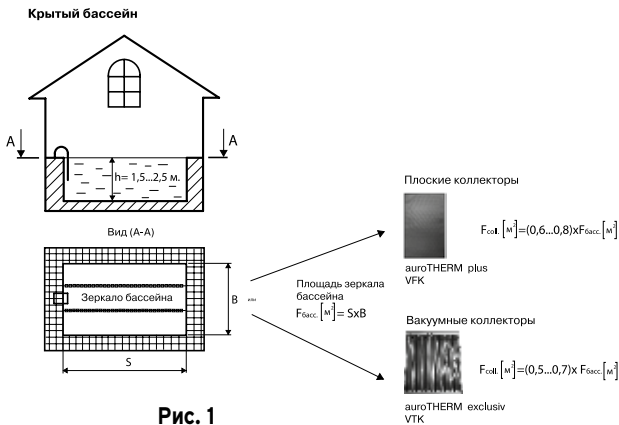 Крытый бассейн
А
А
h= 1,5...2,5 м.
Вид (А-А)
Зеркало бассейна
B
или
S
Площадь зеркала
бассейна
Fбасс.[м²]= SxB
Плоские коллекторы
Fcoll.[м²]=(0,6...0,8)xFбасс.[м²]
auroTHERM plus
VFK
Вакуумные коллекторы
Fcoll.[м²]=(0,5...0,7)x Fбасс.[м²]
auroTHERM exclusiv
VTK
Рис. 1